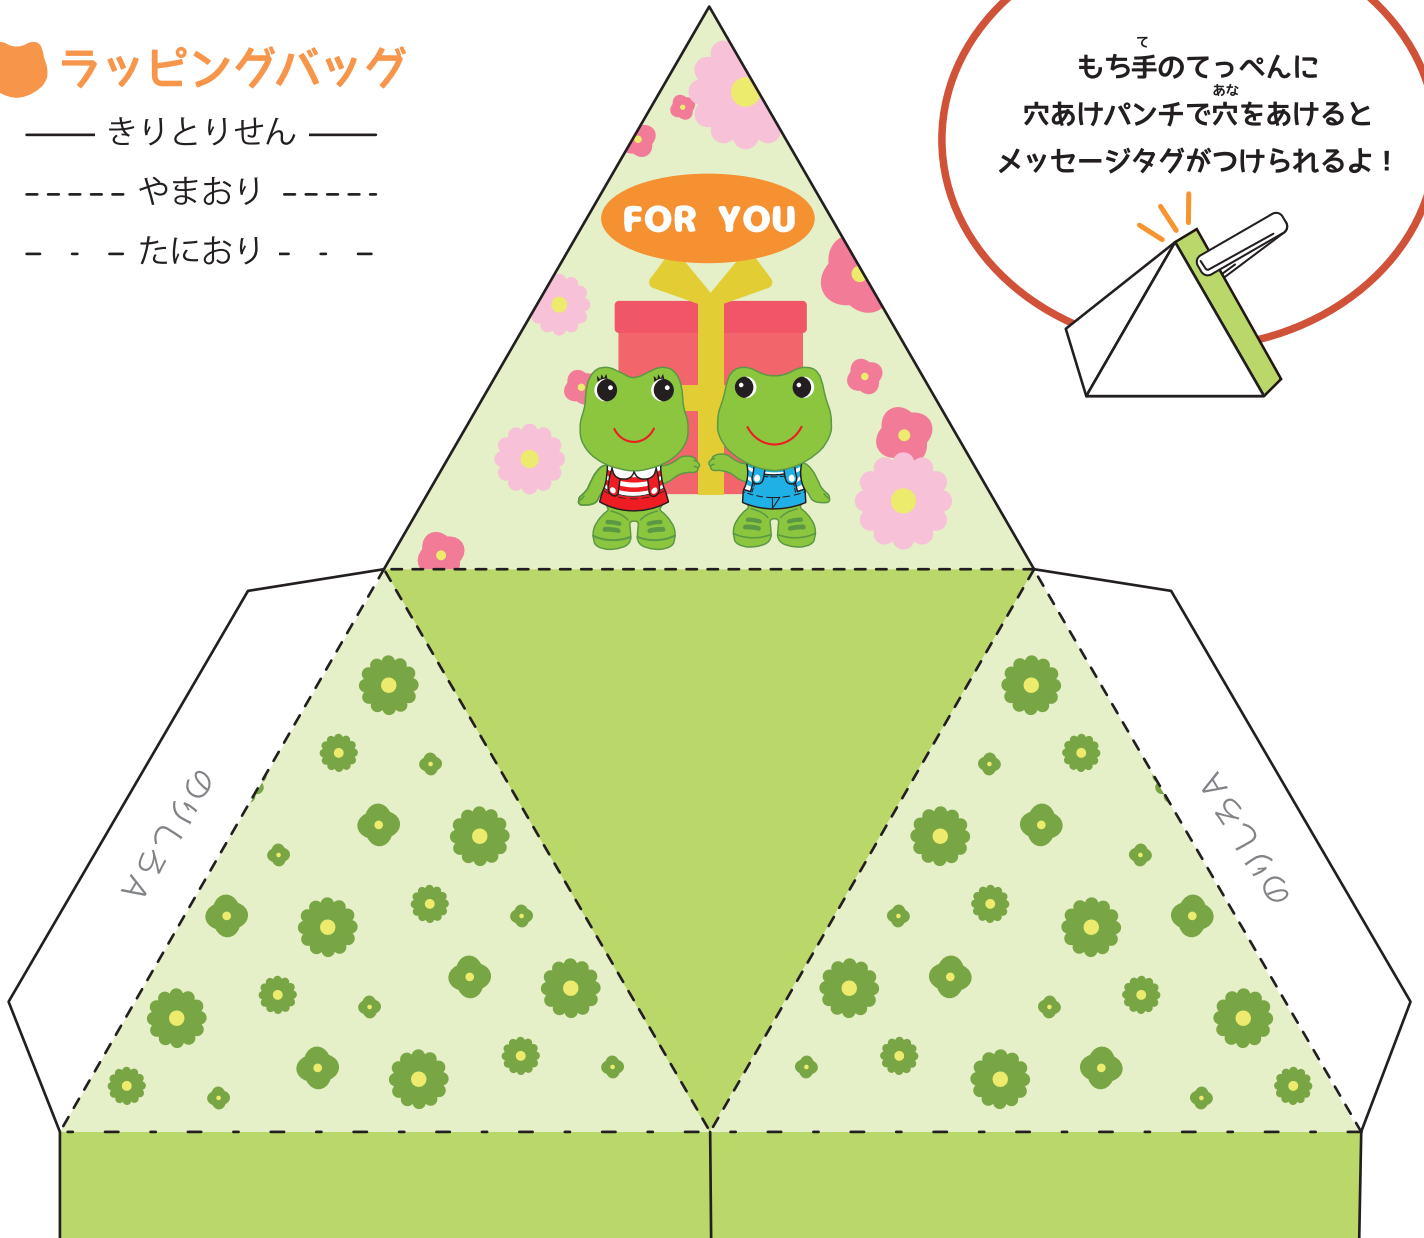 ラッピングバッグ
きりとりせん
やまおり
たにおり
て
もち手のてっぺんに
あな
穴あけパンチで穴をあけると
メッセージタグがつけられるよ！
FOR YOU
のりしろA
のりしろA